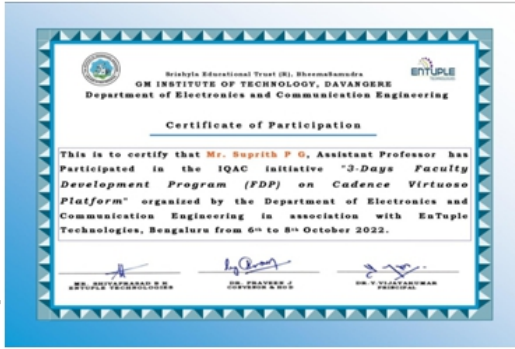 ENTUPLE
Srishyla Educational Trust (R), Bheemasamudra
GM INSTITUTE OF TECHNOLOGY, DAVANGERE
Department of Electronics and Communication Engineering
Certificate of Participation
This is to certify that Mr. Suprith P G, Assistant Professor has
Participated in the IQAC initiative "3-Days Faculty
Development Program (FDP) on Cadence Virtuoso
Platform" organized by the Department of Electronics and
Communication Engineering in association with EnTuple
Technologies, Bengaluru from 6th to 8th October 2022.
MR. SHIVAPRASAD B K
ENTUPLE TECHNOLOGIES
DR. PRAVEEN J
CONVENOR & HOD
DR. Y.VIJAYAKUMAR
PRINCIPAL